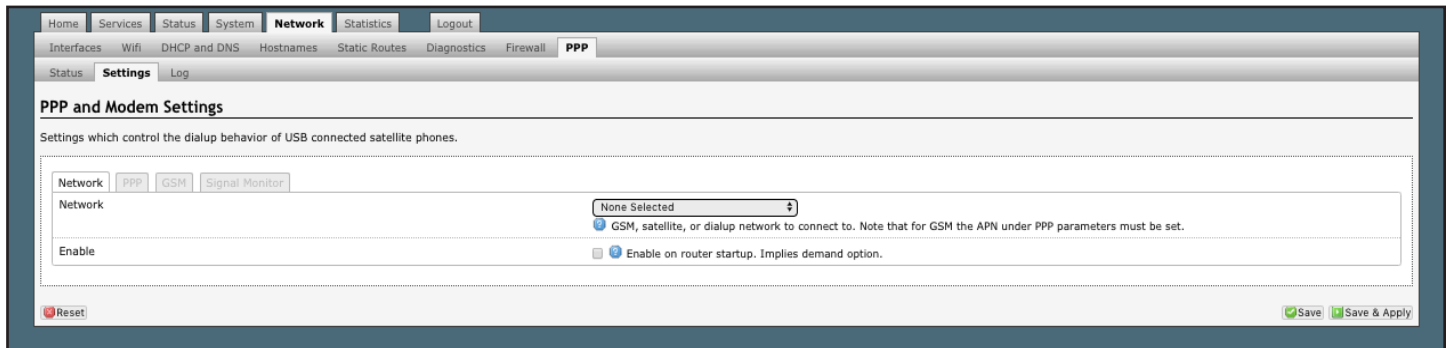 Home Services Status System Network Statistics Logout
Interfaces Wifi DHCP and DNS Hostnames Static Routes Diagnostics Firewall PPP
Status Settings Log
PPP and Modem Settings
Settings which control the dialup behavior of USB connected satellite phones.
Network PPP GSM Signal Monitor
Network None Selected
GSM, satellite, or dialup network to connect to. Note that for GSM the APN under PPP parameters must be set.
Enable Enable on router startup. Implies demand option.
Reset Save Save & Apply